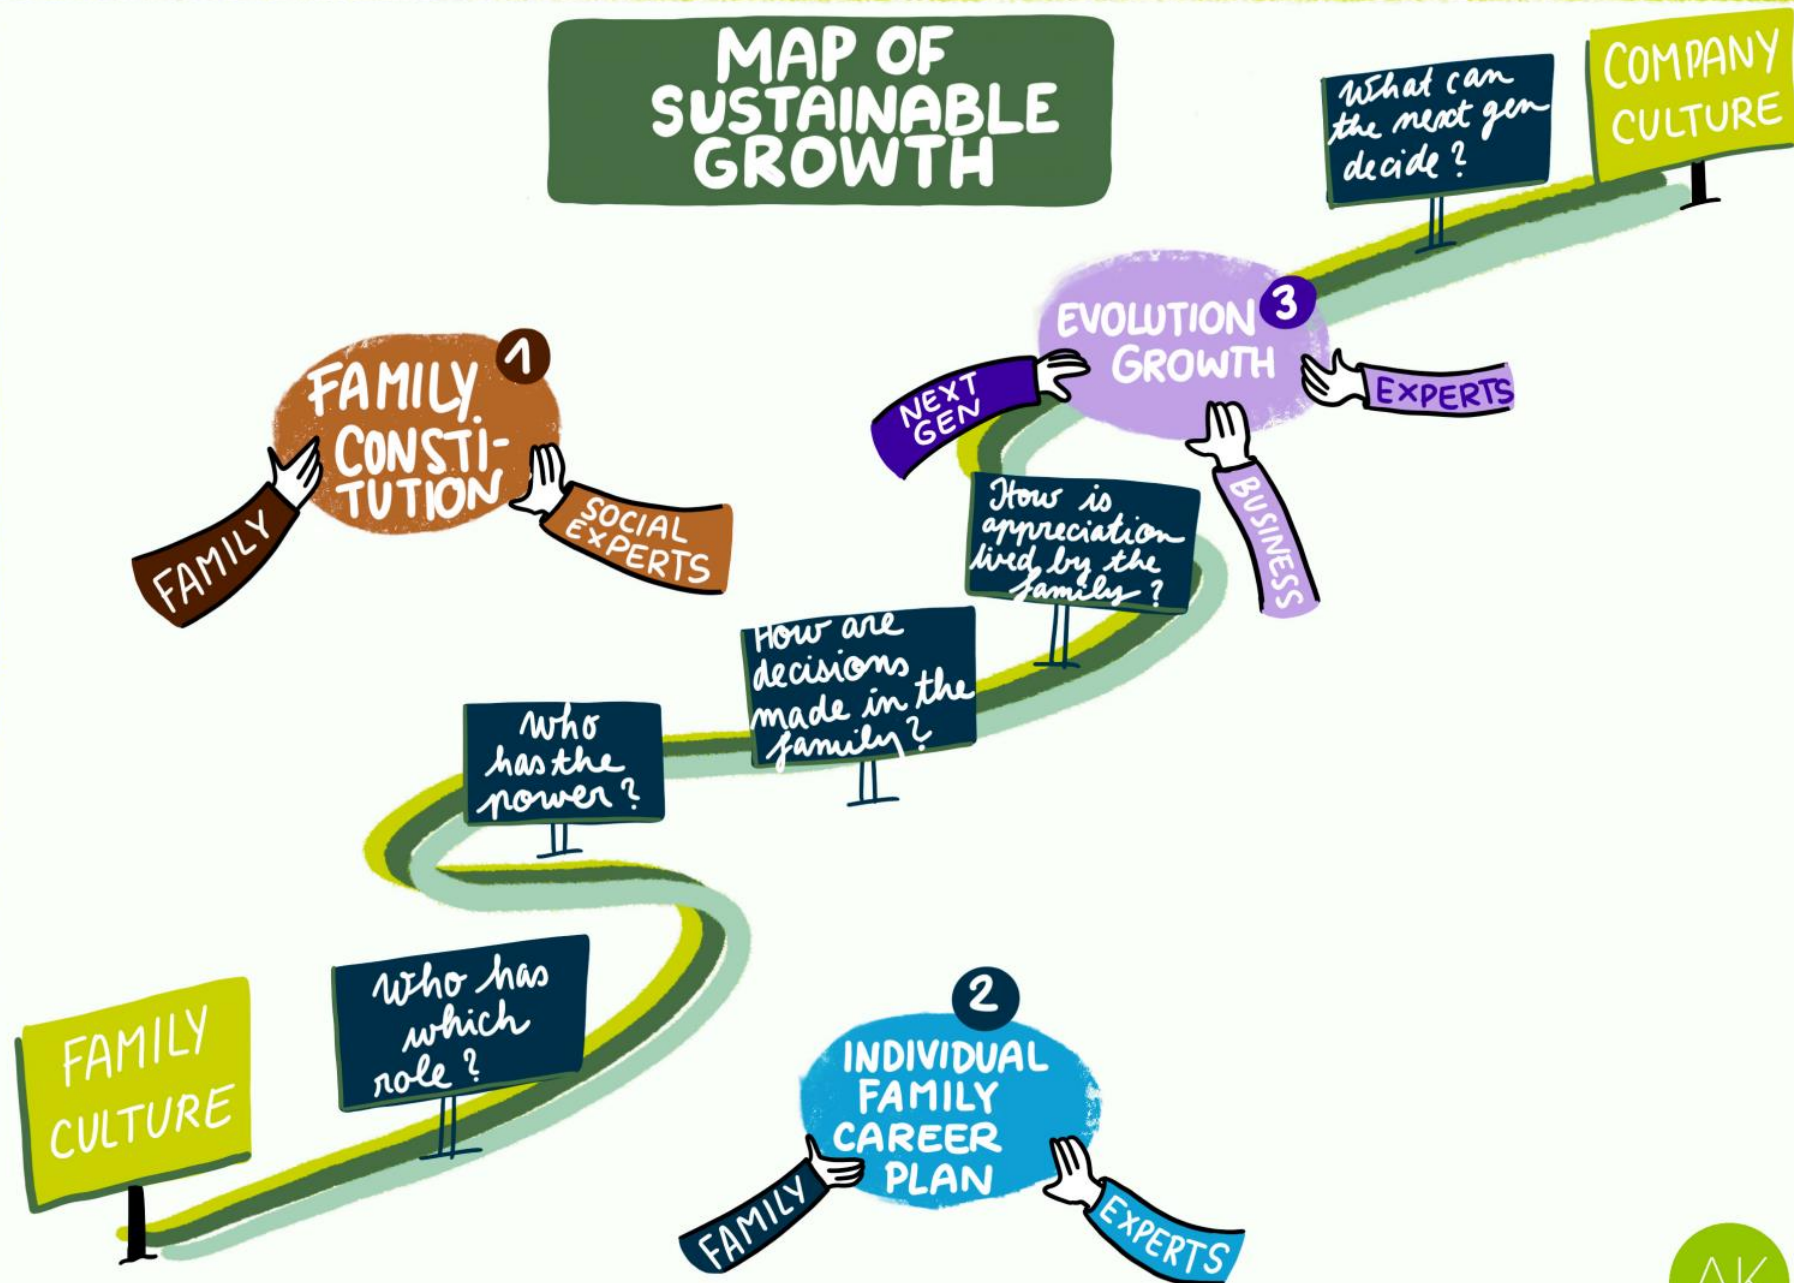 MAP OF
SUSTAINABLE
GROWTH
What can
the next gen
decide?
COMPANY
CULTURE
EVOLUTION 3
GROWTH
NEXT
GEN
EXPERTS
BUSINESS
1
FAMILY
CONSTI-
TUTION
FAMILY
SOCIAL
EXPERTS
How is
appreciation
lived by the
family?
How are
decisions
made in the
family?
Who
has the
power?
Who has
which
role?
FAMILY
CULTURE
2
INDIVIDUAL
FAMILY
CAREER
PLAN
FAMILY
EXPERTS
AK